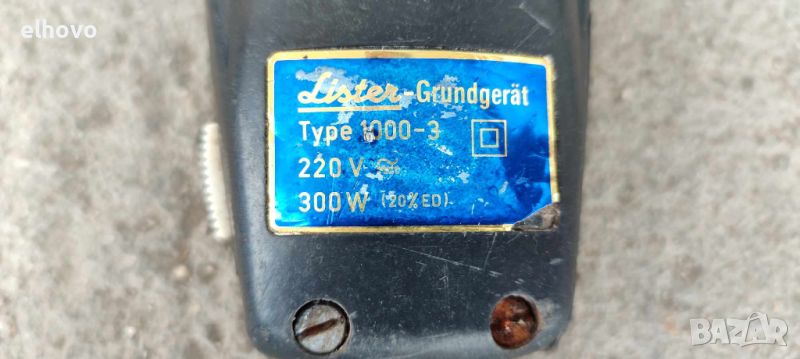 elhovo
Lister-Grundgerät
Type 1000-3
220 V ≂
300 W (20% ED)
BAZAR